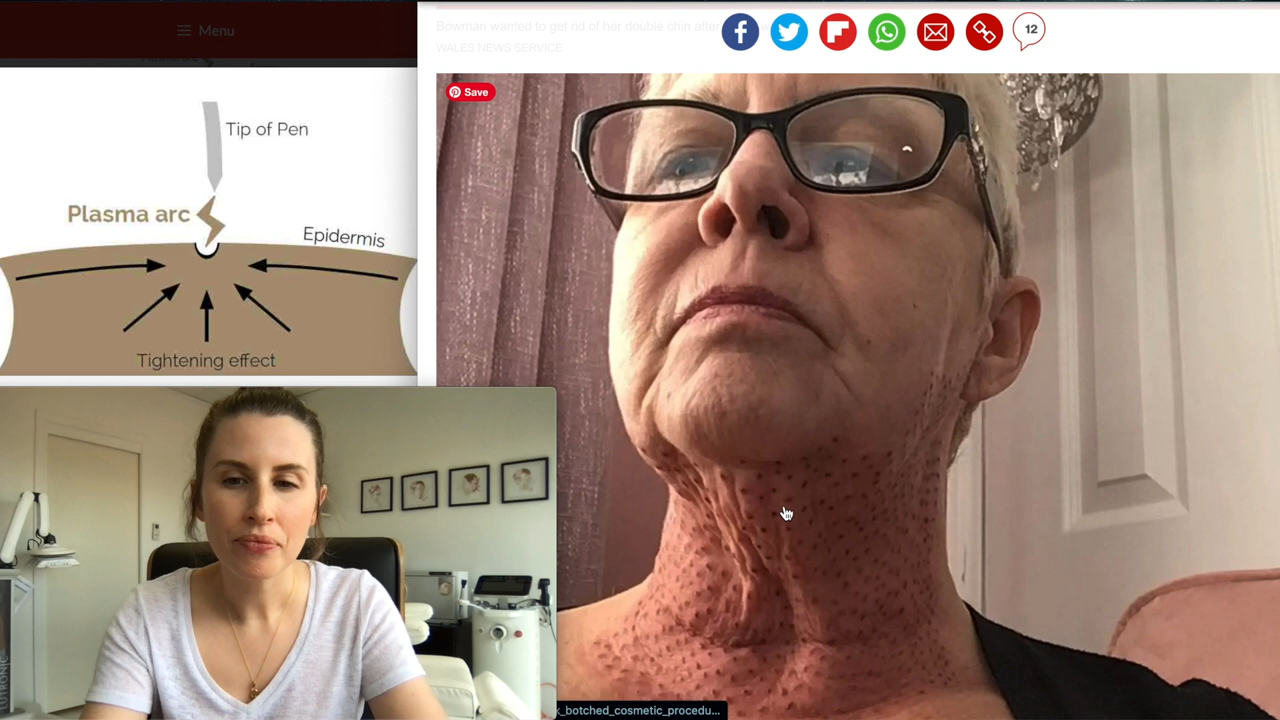 Menu
Tip of Pen
Plasma arc
Epidermis
Tightening effect
Bowman wanted to get rid of her double chin after
WALES NEWS SERVICE
12
Save
k_botched_cosmetic_procedu...
LUTRONIC